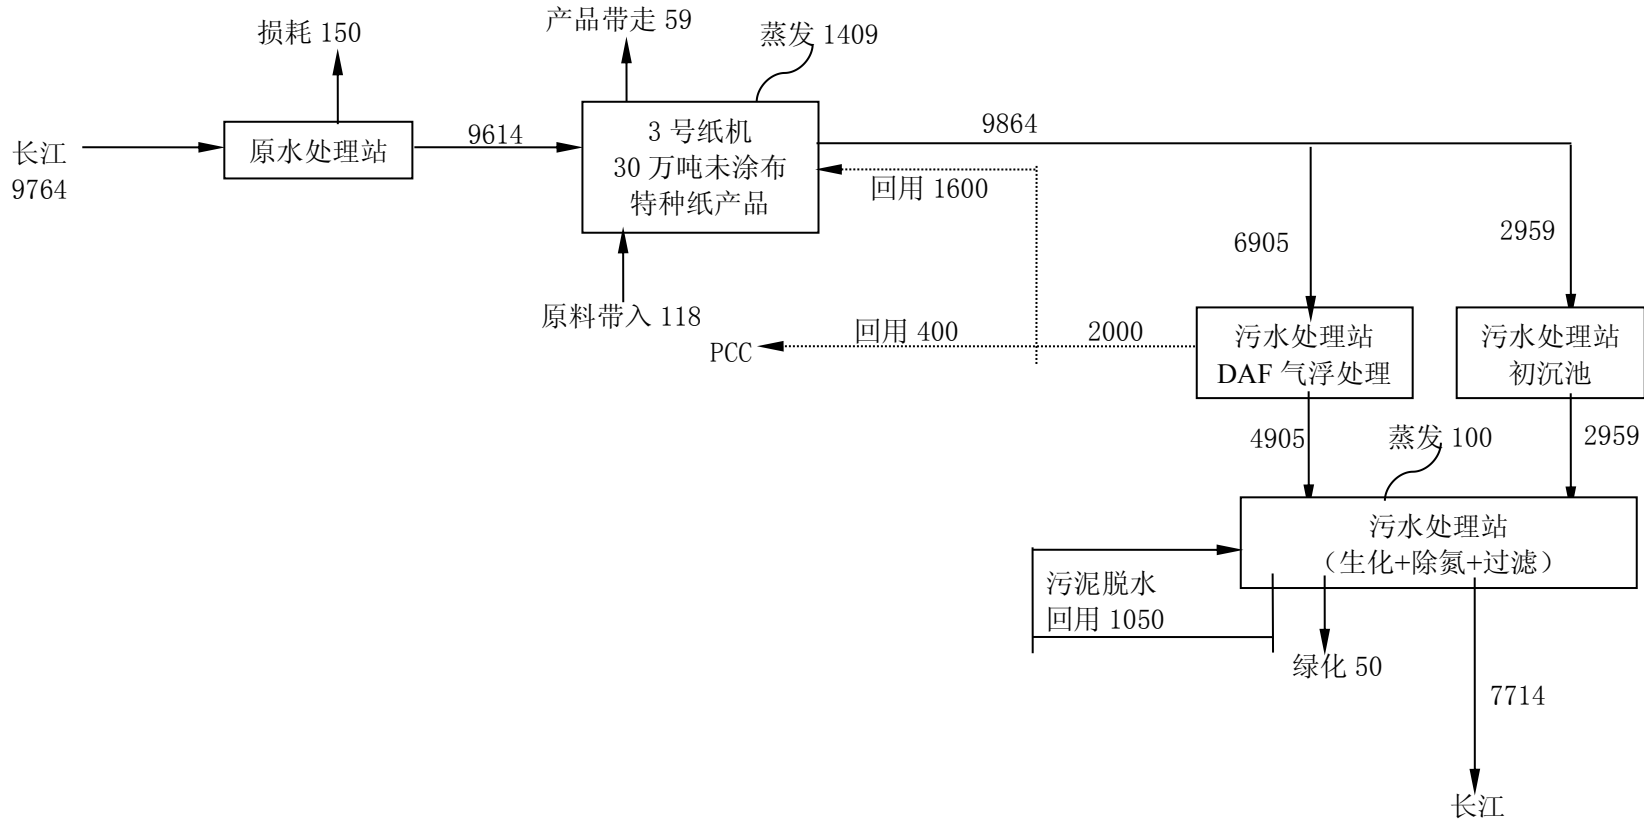 损耗 150
产品带走 59
蒸发 1409
长江
9764
原水处理站
9614
3 号纸机
30 万吨未涂布
特种纸产品
9864
回用 1600
原料带入 118
6905
2959
PCC
回用 400
2000
污水处理站
DAF 气浮处理
污水处理站
初沉池
4905
蒸发 100
2959
污水处理站
（生化+除氮+过滤）
污泥脱水
回用 1050
绿化 50
7714
长江